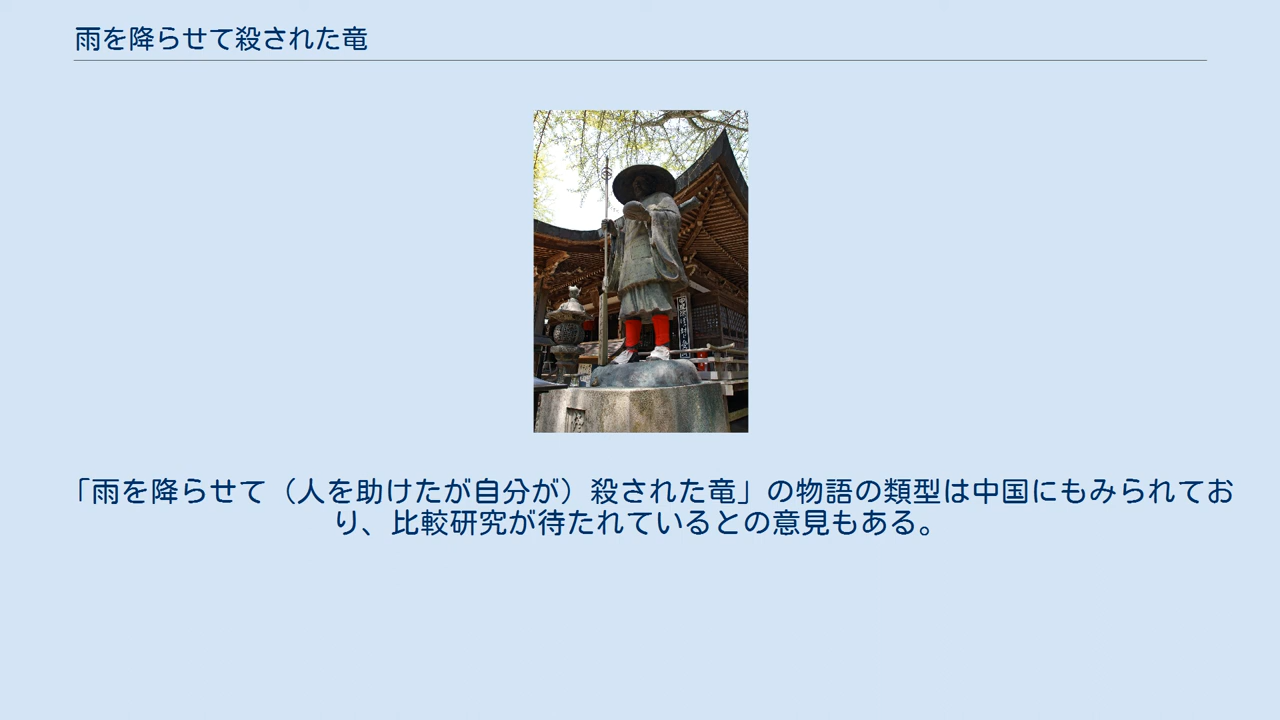 雨を降らせて殺された竜
「雨を降らせて（人を助けたが自分が）殺された竜」の物語の類型は中国にもみられてお
り、比較研究が待たれているとの意見もある。